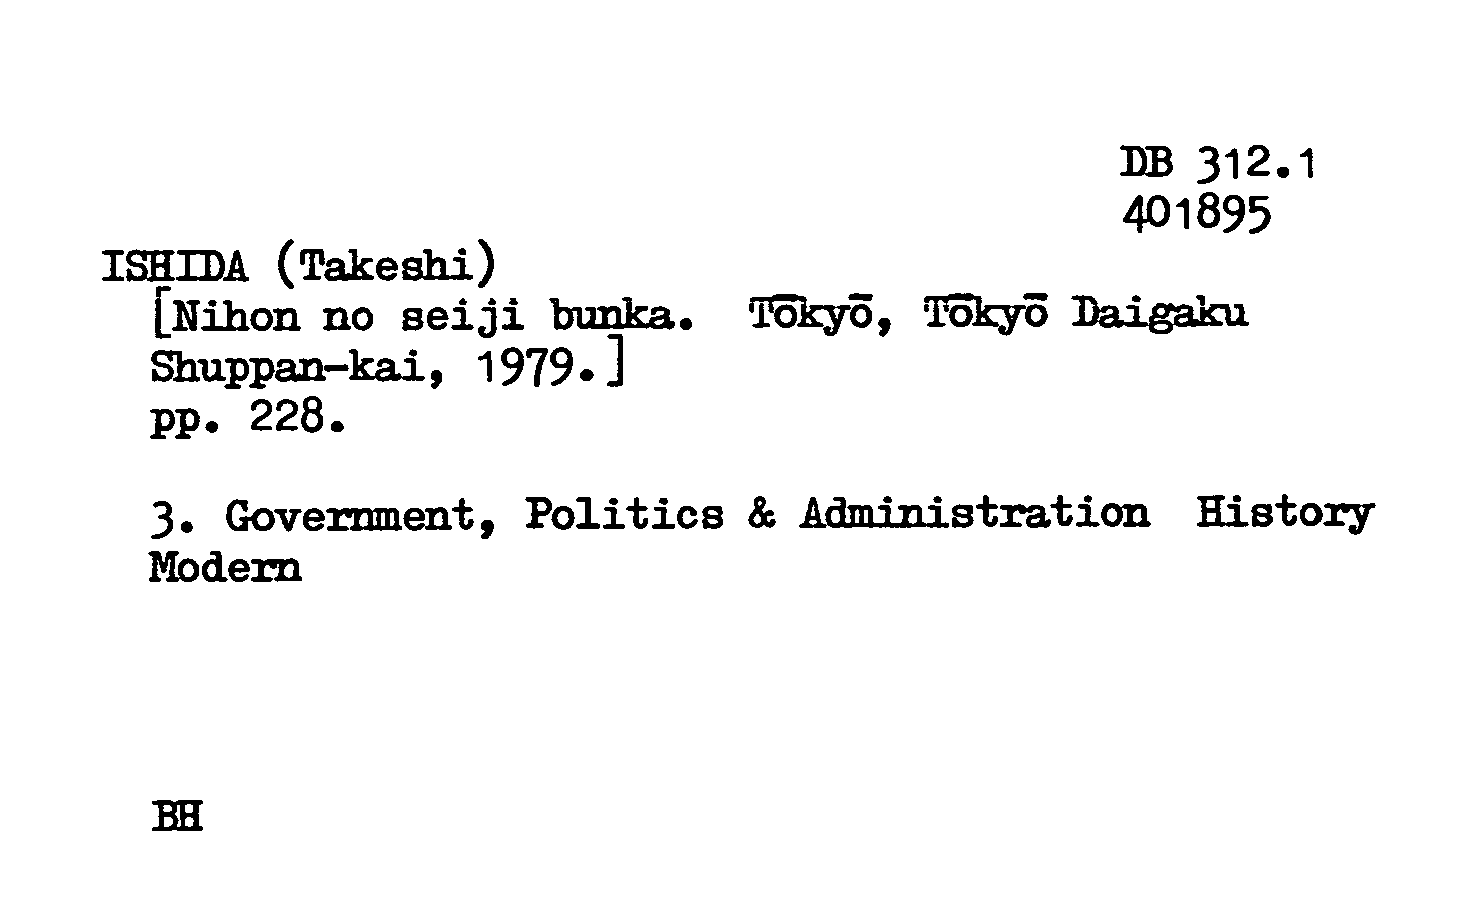 DB 312.1
401895
ISHIDA (Takeshi)
[Nihon no seiji bunka. Tōkyō, Tōkyō Daigaku
Shuppan-kai, 1979.]
pp. 228.
3. Government, Politics & Administration History
Modern
BH